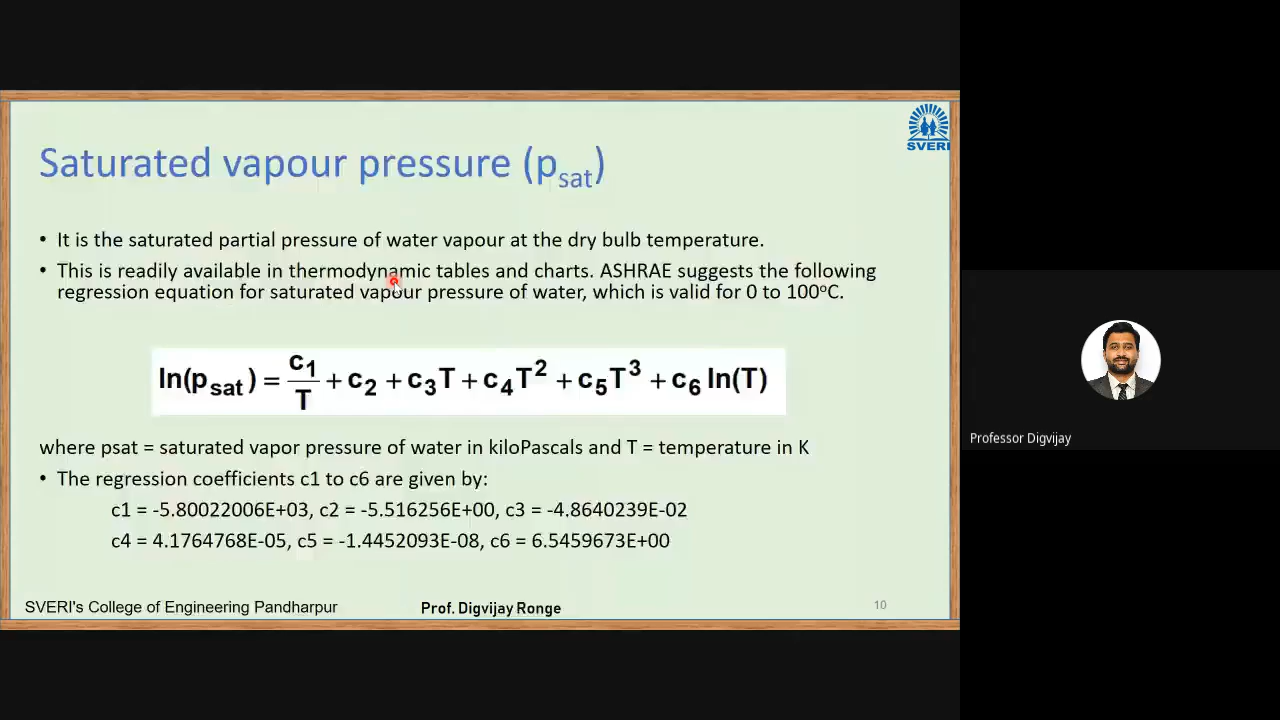 SVERI
Saturated vapour pressure (psat)
• It is the saturated partial pressure of water vapour at the dry bulb temperature.
• This is readily available in thermodynamic tables and charts. ASHRAE suggests the following
regression equation for saturated vapour pressure of water, which is valid for 0 to 100°C.
ln(p_sat) = c₁/T + c₂ + c₃T + c₄T² + c₅T³ + c₆ ln(T)
where psat = saturated vapor pressure of water in kiloPascals and T = temperature in K
• The regression coefficients c1 to c6 are given by:
c1 = -5.80022006E+03, c2 = -5.516256E+00, c3 = -4.8640239E-02
c4 = 4.1764768E-05, c5 = -1.4452093E-08, c6 = 6.5459673E+00
SVERI's College of Engineering Pandharpur
Prof. Digvijay Ronge
10
Professor Digvijay